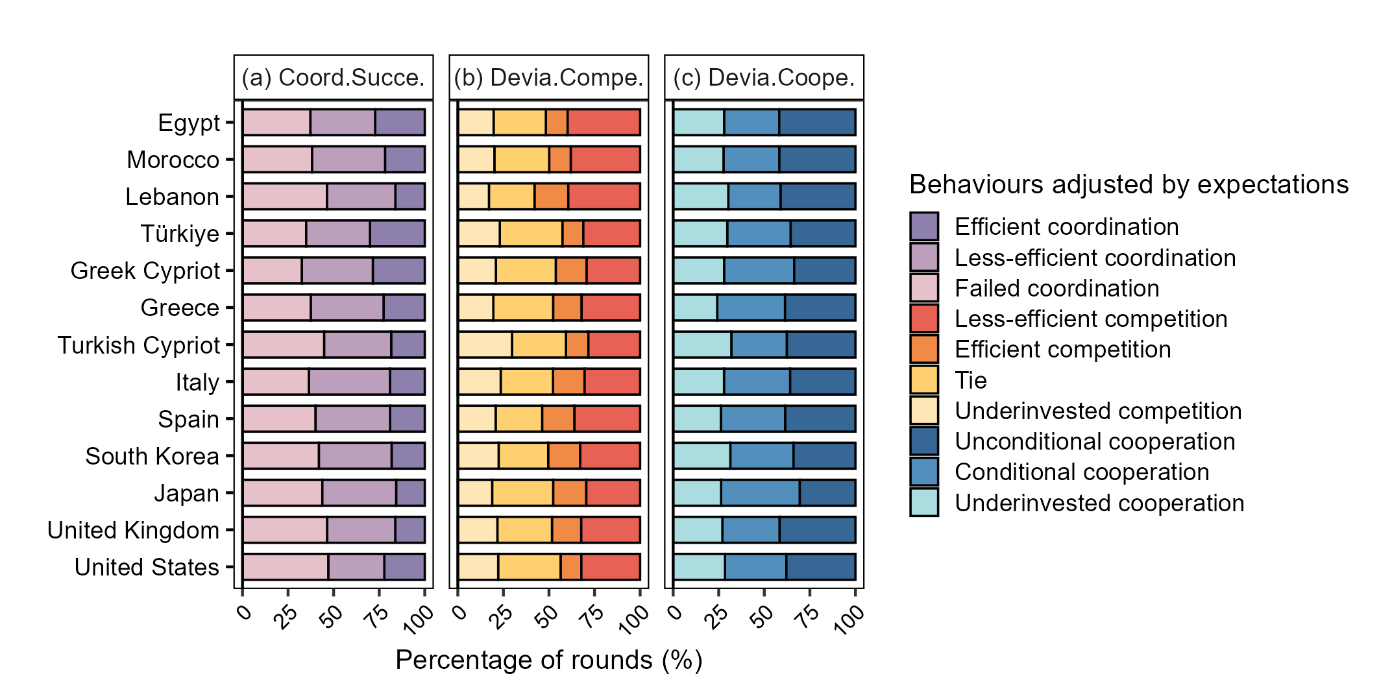 (a) Coord.Succe.
(b) Devia.Compe.
(c) Devia.Coope.
Egypt
Morocco
Lebanon
Türkiye
Greek Cypriot
Greece
Turkish Cypriot
Italy
Spain
South Korea
Japan
United Kingdom
United States
0 25 50 75 100
0 25 50 75 100
0 25 50 75 100
Percentage of rounds (%)
Behaviours adjusted by expectations
Efficient coordination
Less-efficient coordination
Failed coordination
Less-efficient competition
Efficient competition
Tie
Underinvested competition
Unconditional cooperation
Conditional cooperation
Underinvested cooperation